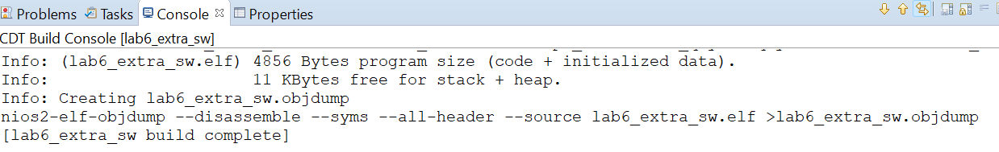 Problems Tasks Console Properties
CDT Build Console [lab6_extra_sw]
Info: (lab6_extra_sw.elf) 4856 Bytes program size (code + initialized data).
Info:                     11 KBytes free for stack + heap.
Info: Creating lab6_extra_sw.objdump
nios2-elf-objdump --disassemble --syms --all-header --source lab6_extra_sw.elf >lab6_extra_sw.objdump
[lab6_extra_sw build complete]